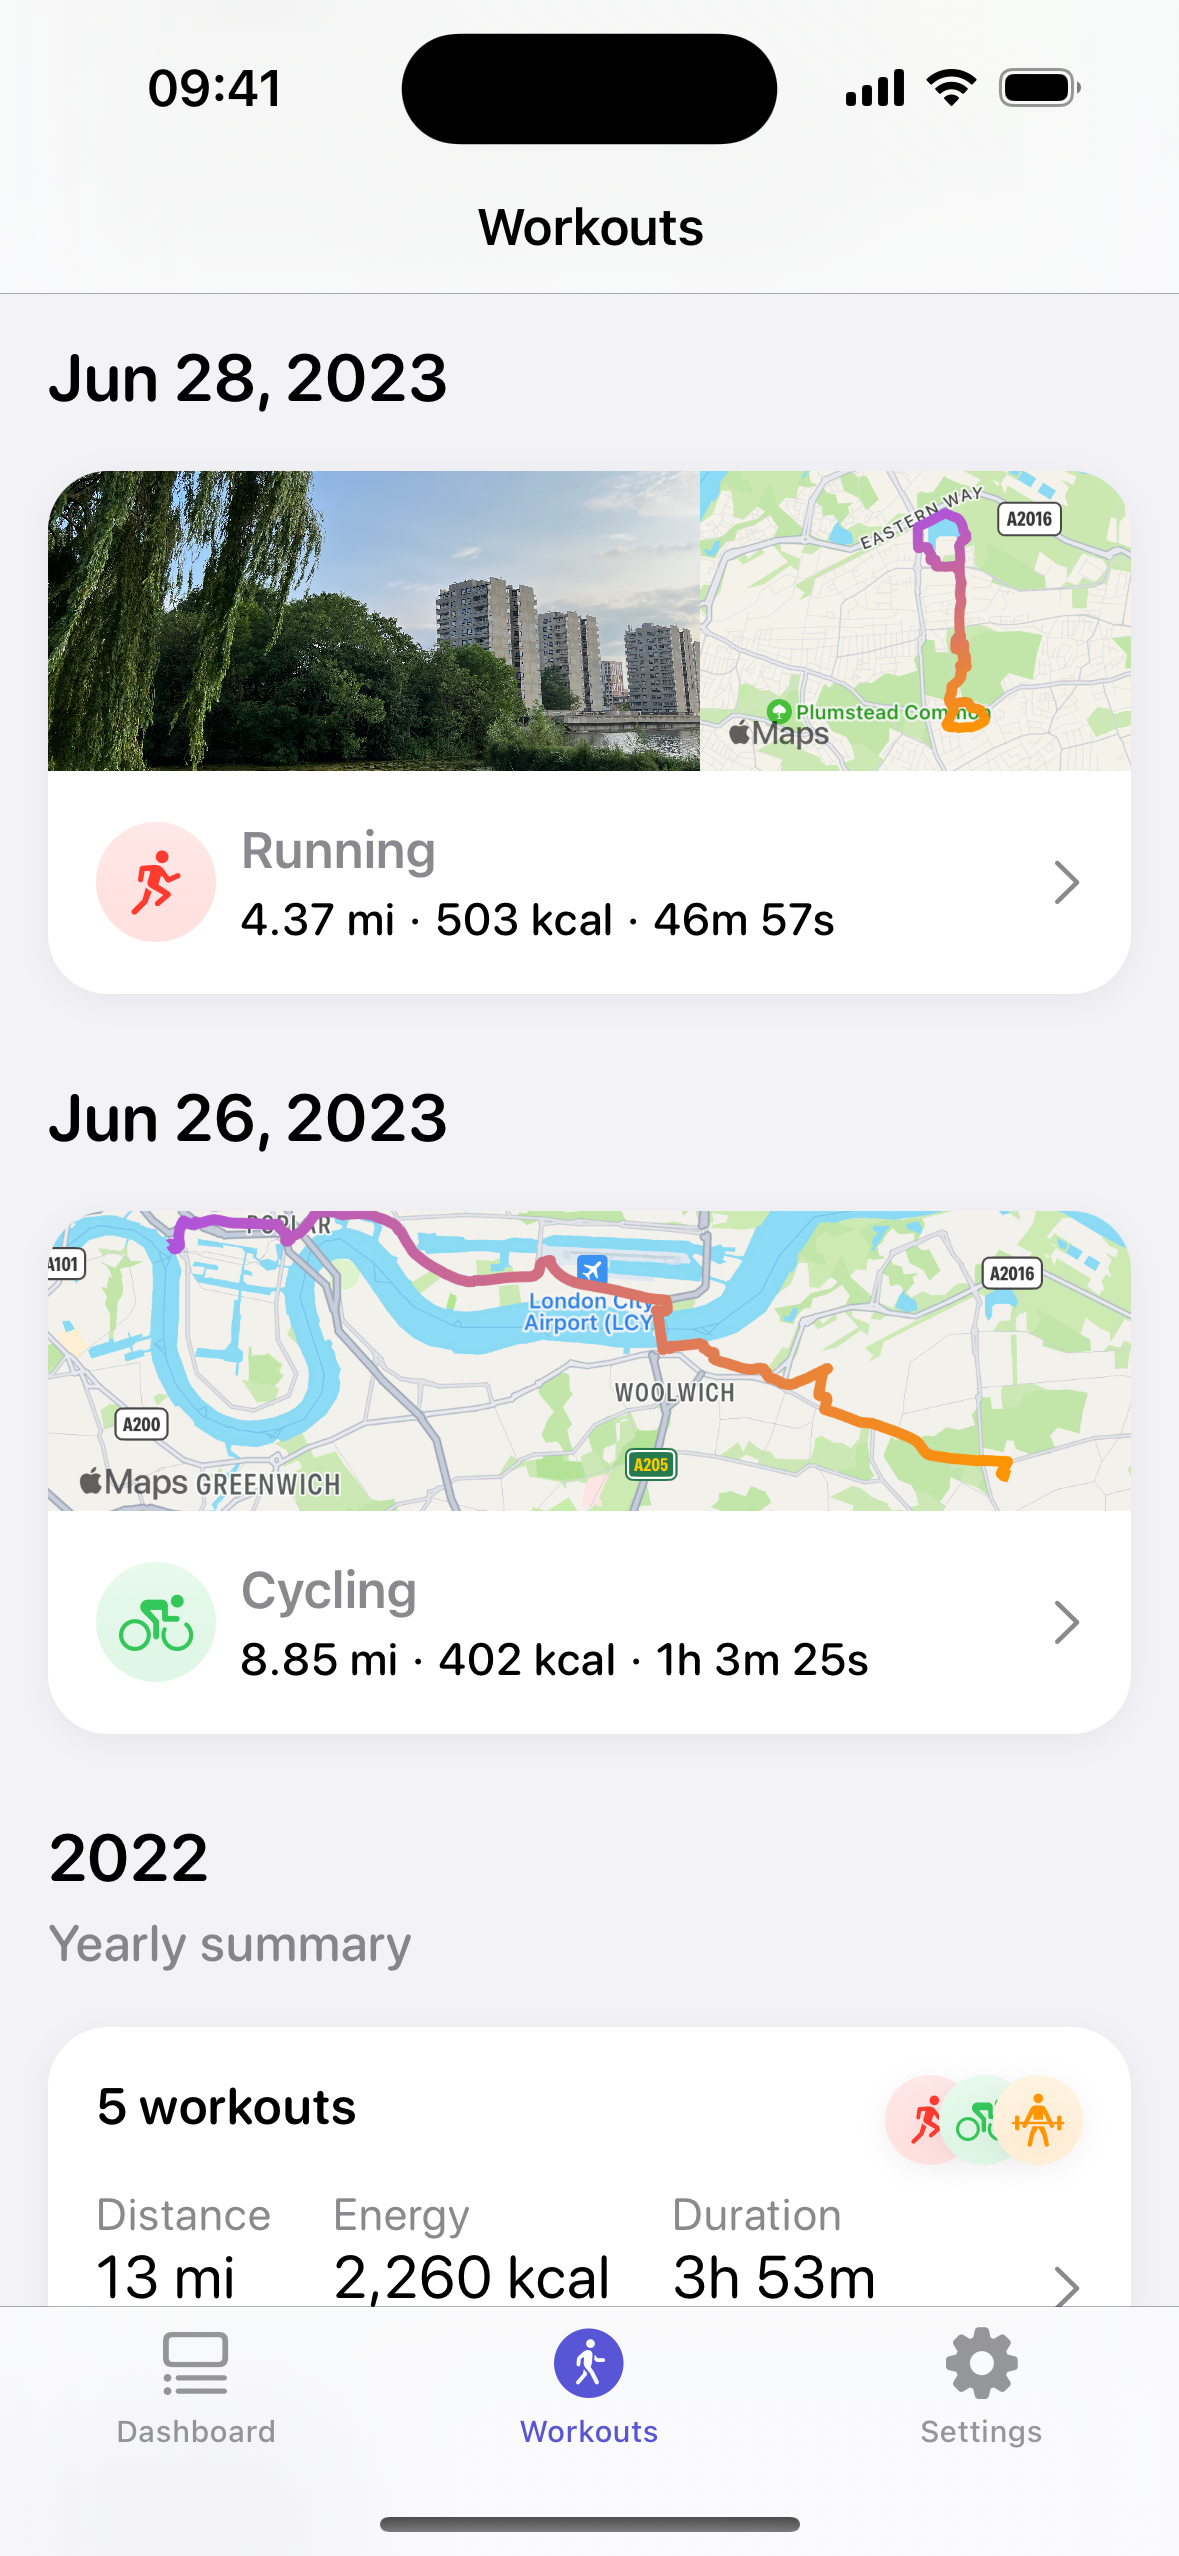 09:41
Workouts
Jun 28, 2023
EASTERN WAY
A2016
Plumstead Common
Maps
Running
4.37 mi · 503 kcal · 46m 57s
Jun 26, 2023
POPLAR
A101
A2016
London City
Airport (LCY
WOOLWICH
A200
A205
Maps GREENWICH
Cycling
8.85 mi · 402 kcal · 1h 3m 25s
2022
Yearly summary
5 workouts
Distance Energy Duration
13 mi 2,260 kcal 3h 53m
Dashboard Workouts Settings